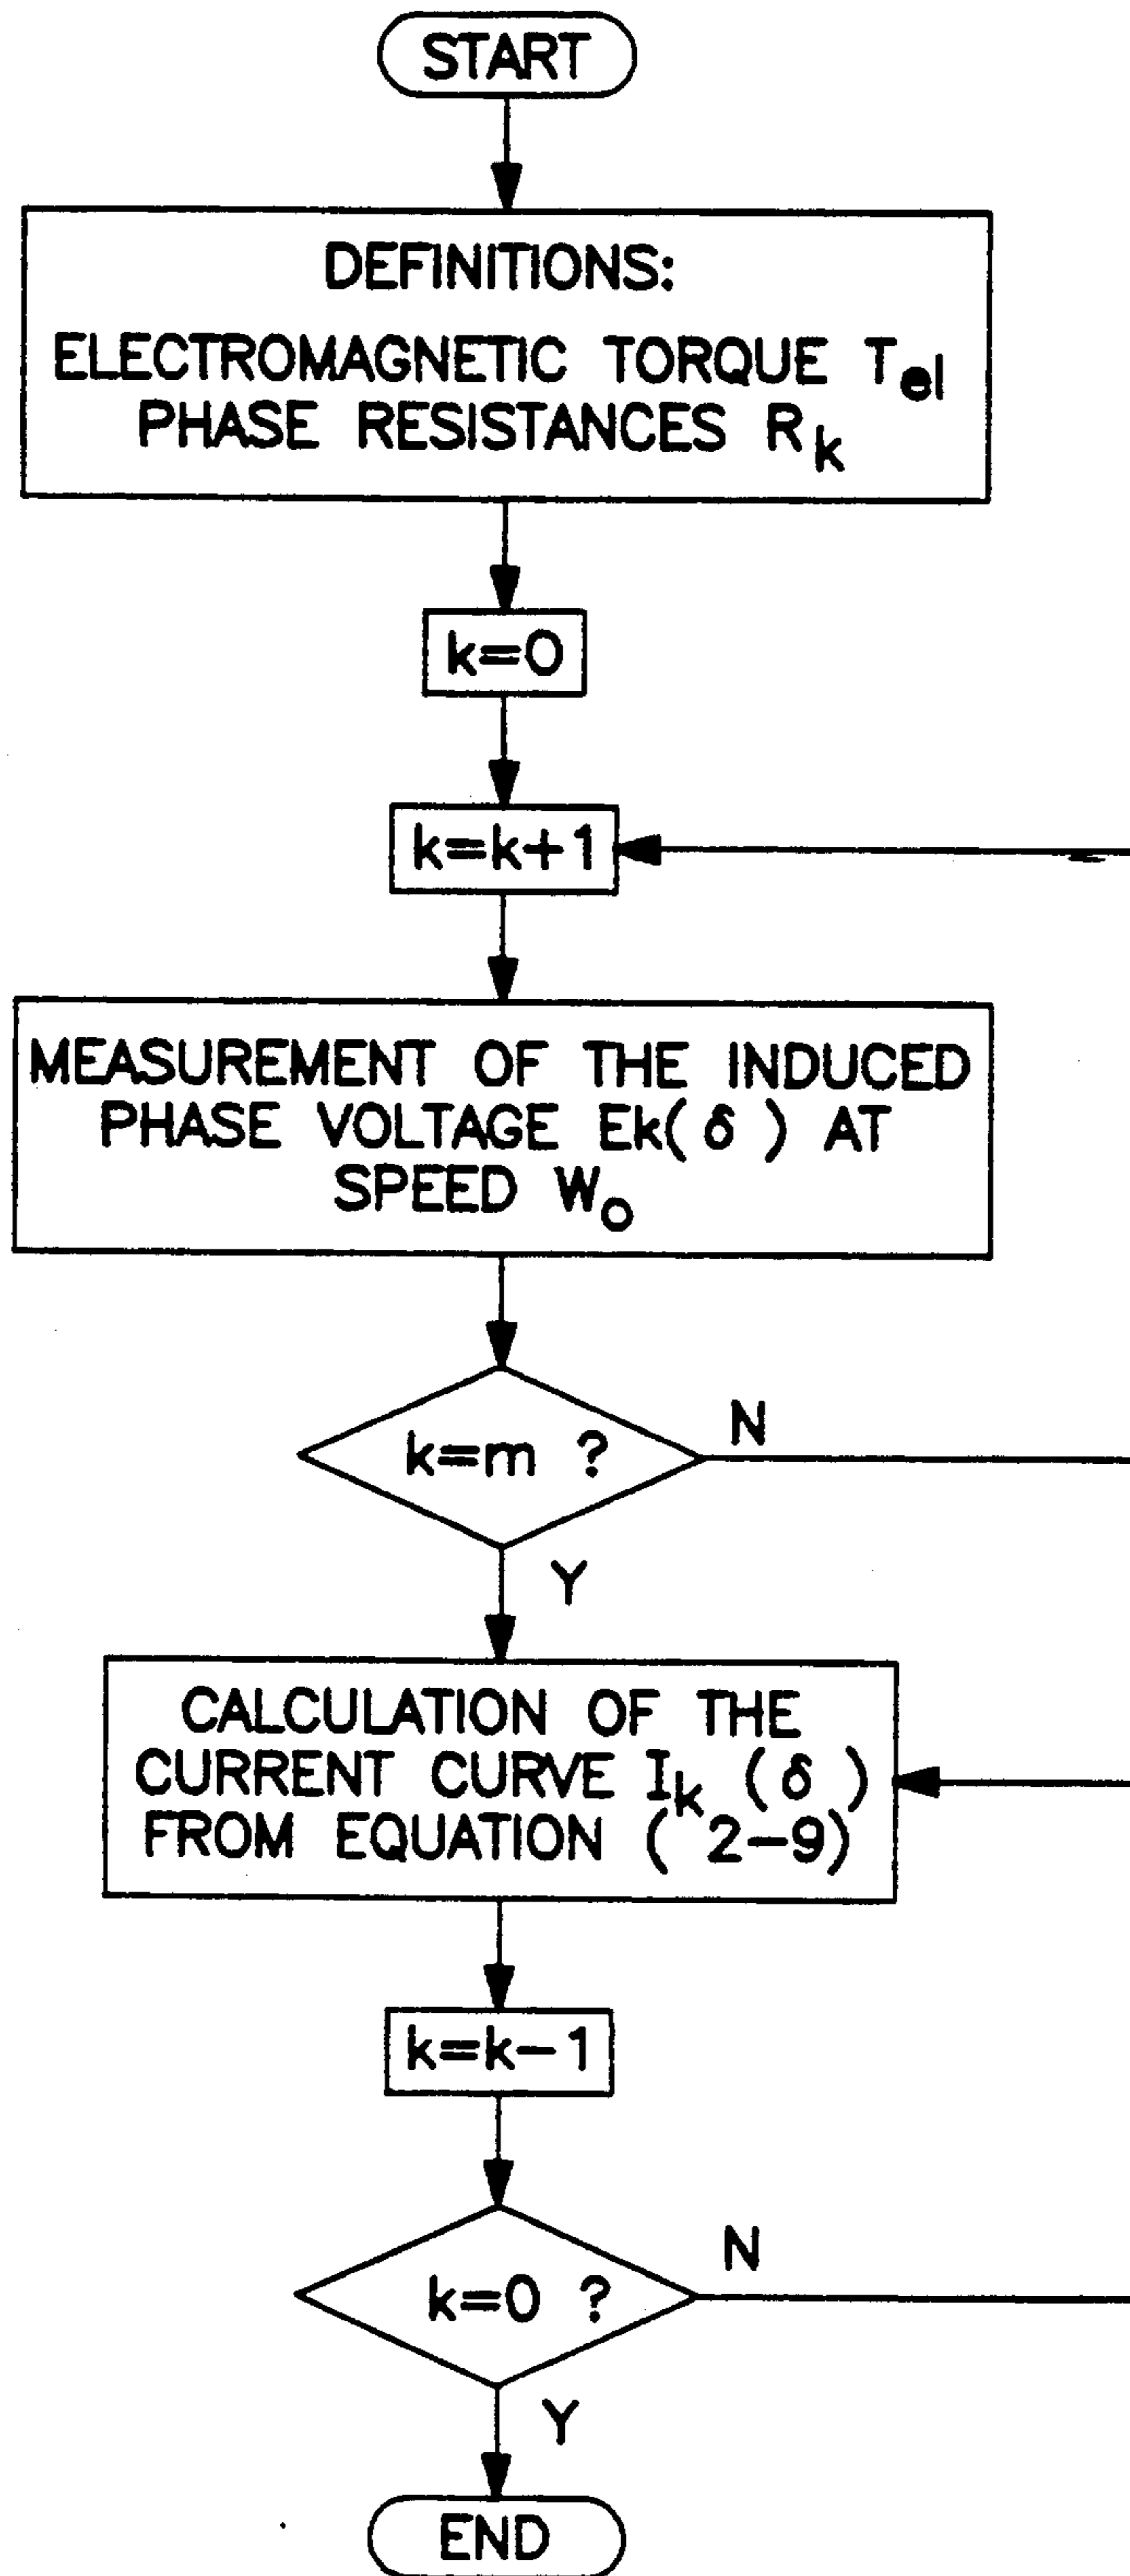 START
DEFINITIONS:
ELECTROMAGNETIC TORQUE Tel
PHASE RESISTANCES Rk
k=0
k=k+1
MEASUREMENT OF THE INDUCED
PHASE VOLTAGE Ek( δ ) AT
SPEED Wo
k=m ?
N
Y
CALCULATION OF THE
CURRENT CURVE Ik ( δ )
FROM EQUATION ( 2-9)
k=k-1
k=0 ?
N
Y
END